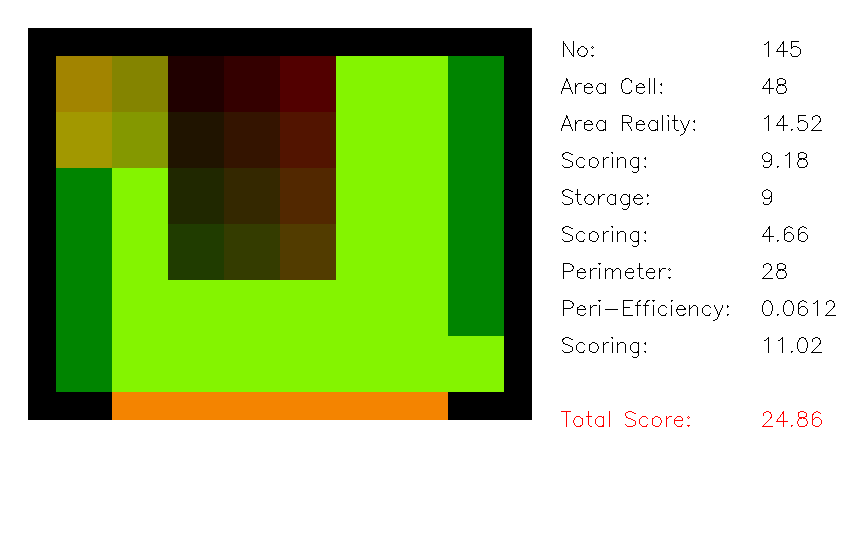 No: 145
Area Cell: 48
Area Reality: 14.52
Scoring: 9.18
Storage: 9
Scoring: 4.66
Perimeter: 28
Peri-Efficiency: 0.0612
Scoring: 11.02
Total Score: 24.86